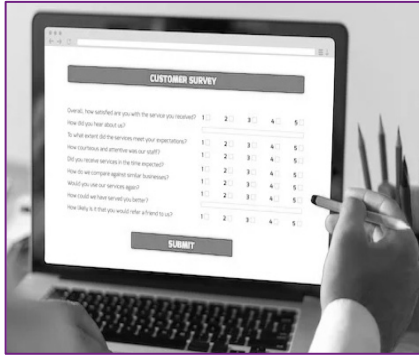 CUSTOMER SURVEY
Overall, how satisfied are you with the service you received? 1 2 3 4 5
How did you hear about us?
To what extent did the services meet your expectations? 1 2 3 4 5
How courteous and attentive was our staff? 1 2 3 4 5
Did you receive services in the time expected? 1 2 3 4 5
How do we compare against similar businesses? 1 2 3 4 5
Would you use our services again? 1 2 3 4 5
How could we have served you better?
How likely is it that you would refer a friend to us? 1 2 3 4 5
SUBMIT